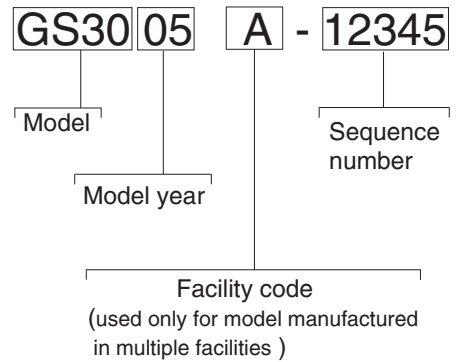 GS30 05 A - 12345
Model
Sequence
number
Model year
Facility code
(used only for model manufactured
in multiple facilities )